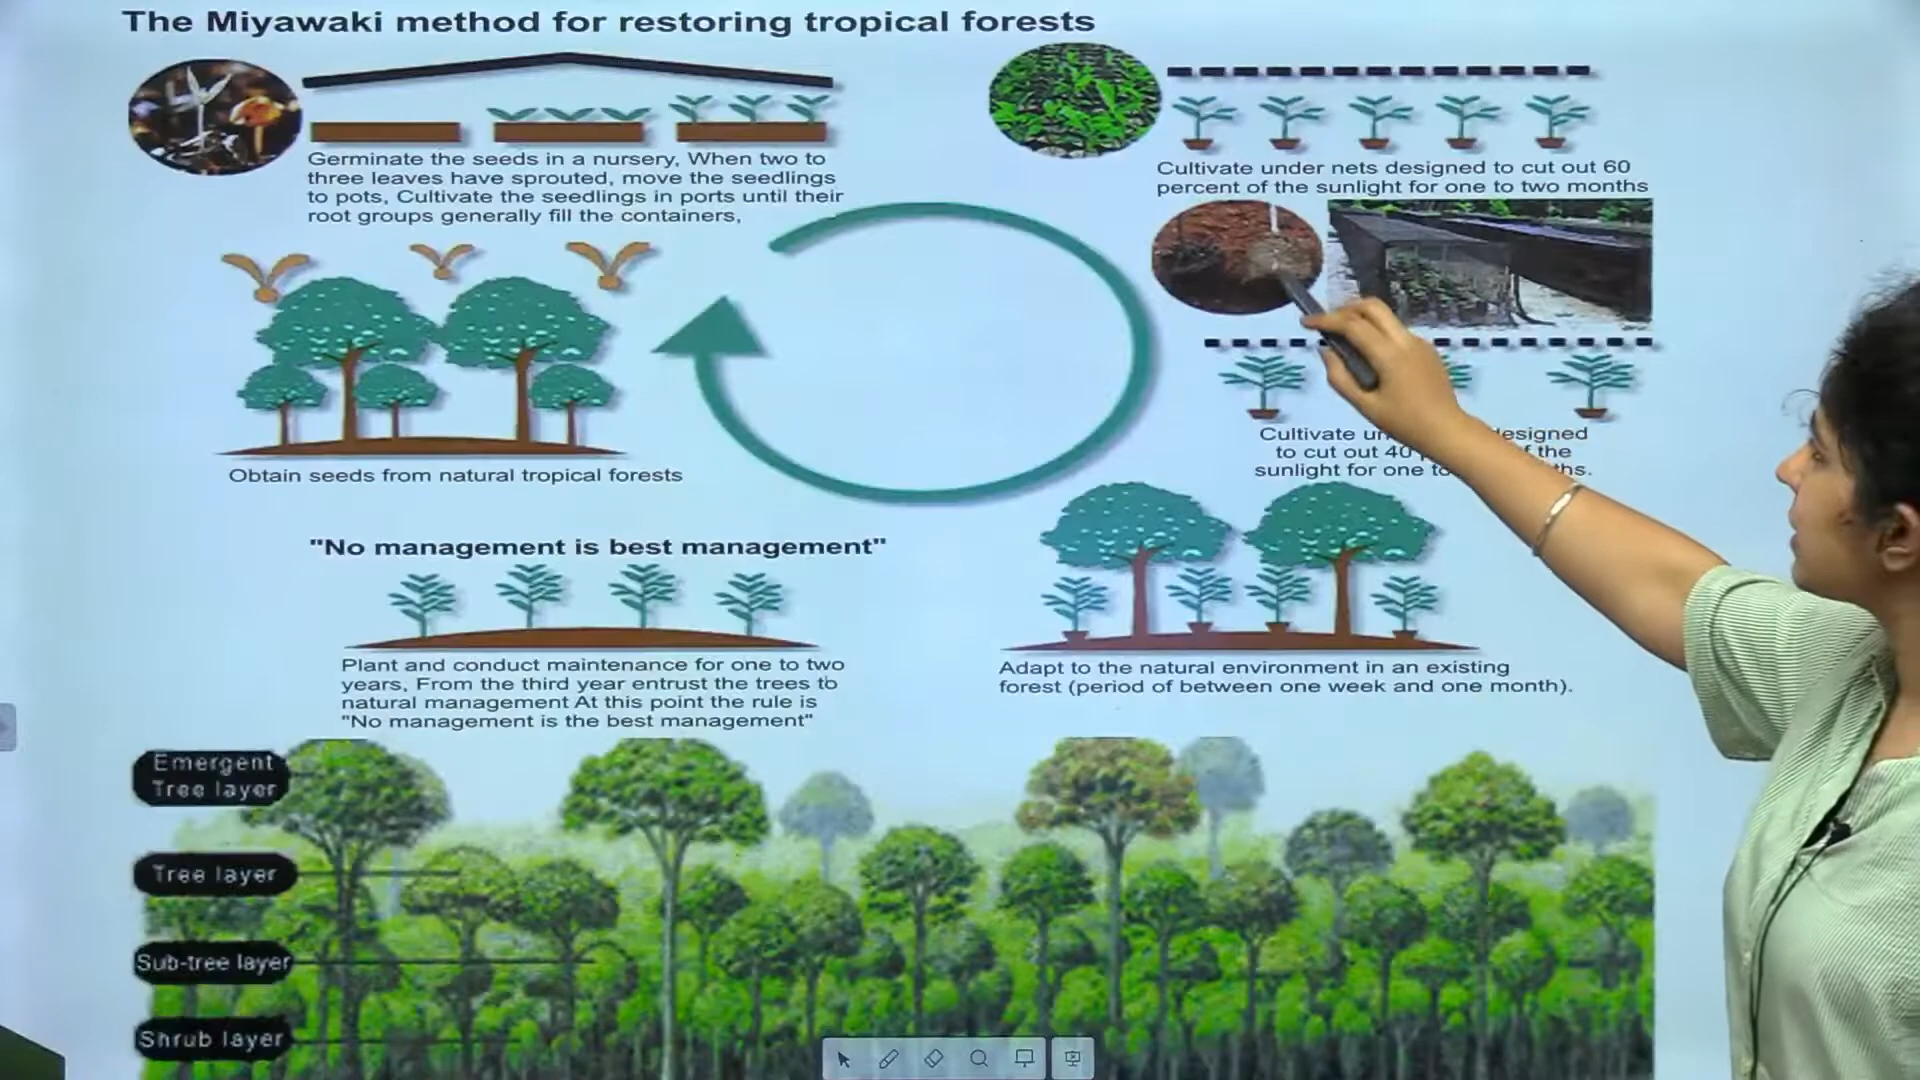 The Miyawaki method for restoring tropical forests
Germinate the seeds in a nursery, When two to
three leaves have sprouted, move the seedlings
to pots, Cultivate the seedlings in ports until their
root groups generally fill the containers,
Cultivate under nets designed to cut out 60
percent of the sunlight for one to two months
Obtain seeds from natural tropical forests
Cultivate designed
to cut out 40 the
sunlight for one
"No management is best management"
Plant and conduct maintenance for one to two
years, From the third year entrust the trees to
natural management At this point the rule is
"No management is the best management"
Adapt to the natural environment in an existing
forest (period of between one week and one month).
Emergent
Tree layer
Tree layer
Sub-tree layer
Shrub layer